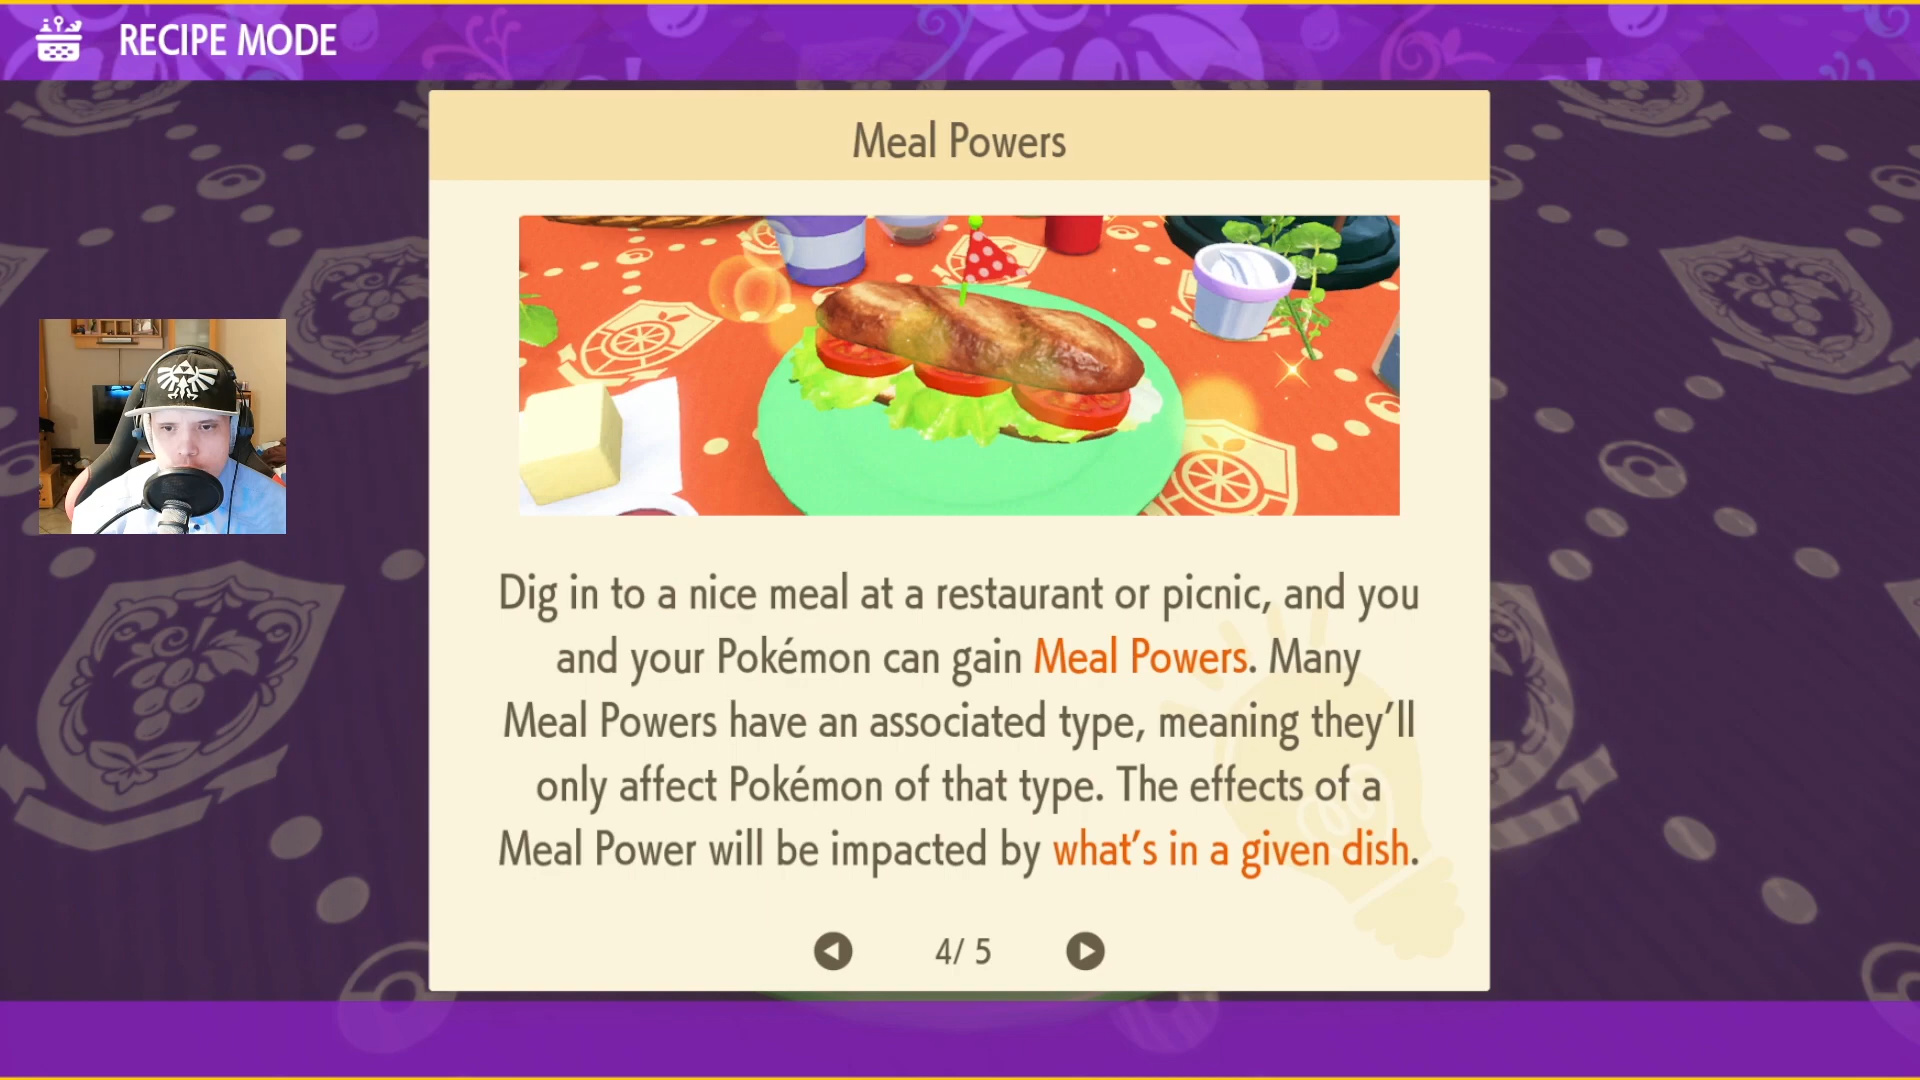 RECIPE MODE
Meal Powers
Dig in to a nice meal at a restaurant or picnic, and you
and your Pokémon can gain Meal Powers. Many
Meal Powers have an associated type, meaning they'll
only affect Pokémon of that type. The effects of a
Meal Power will be impacted by what's in a given dish.
4/ 5